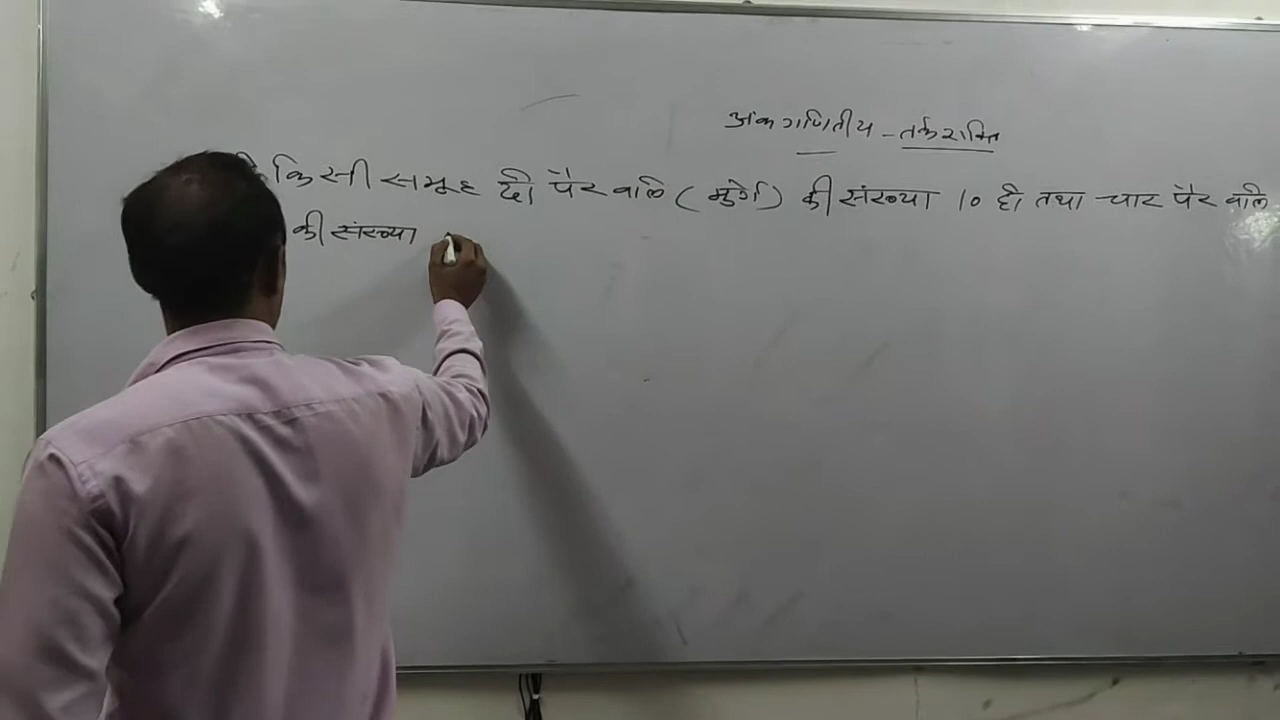 अंकगणितीय - तर्कशक्ति
किसी समूह दो पैर वाले ( मुर्गा ) की संख्या 10 हो तथा चार पैर वाले
की संख्या